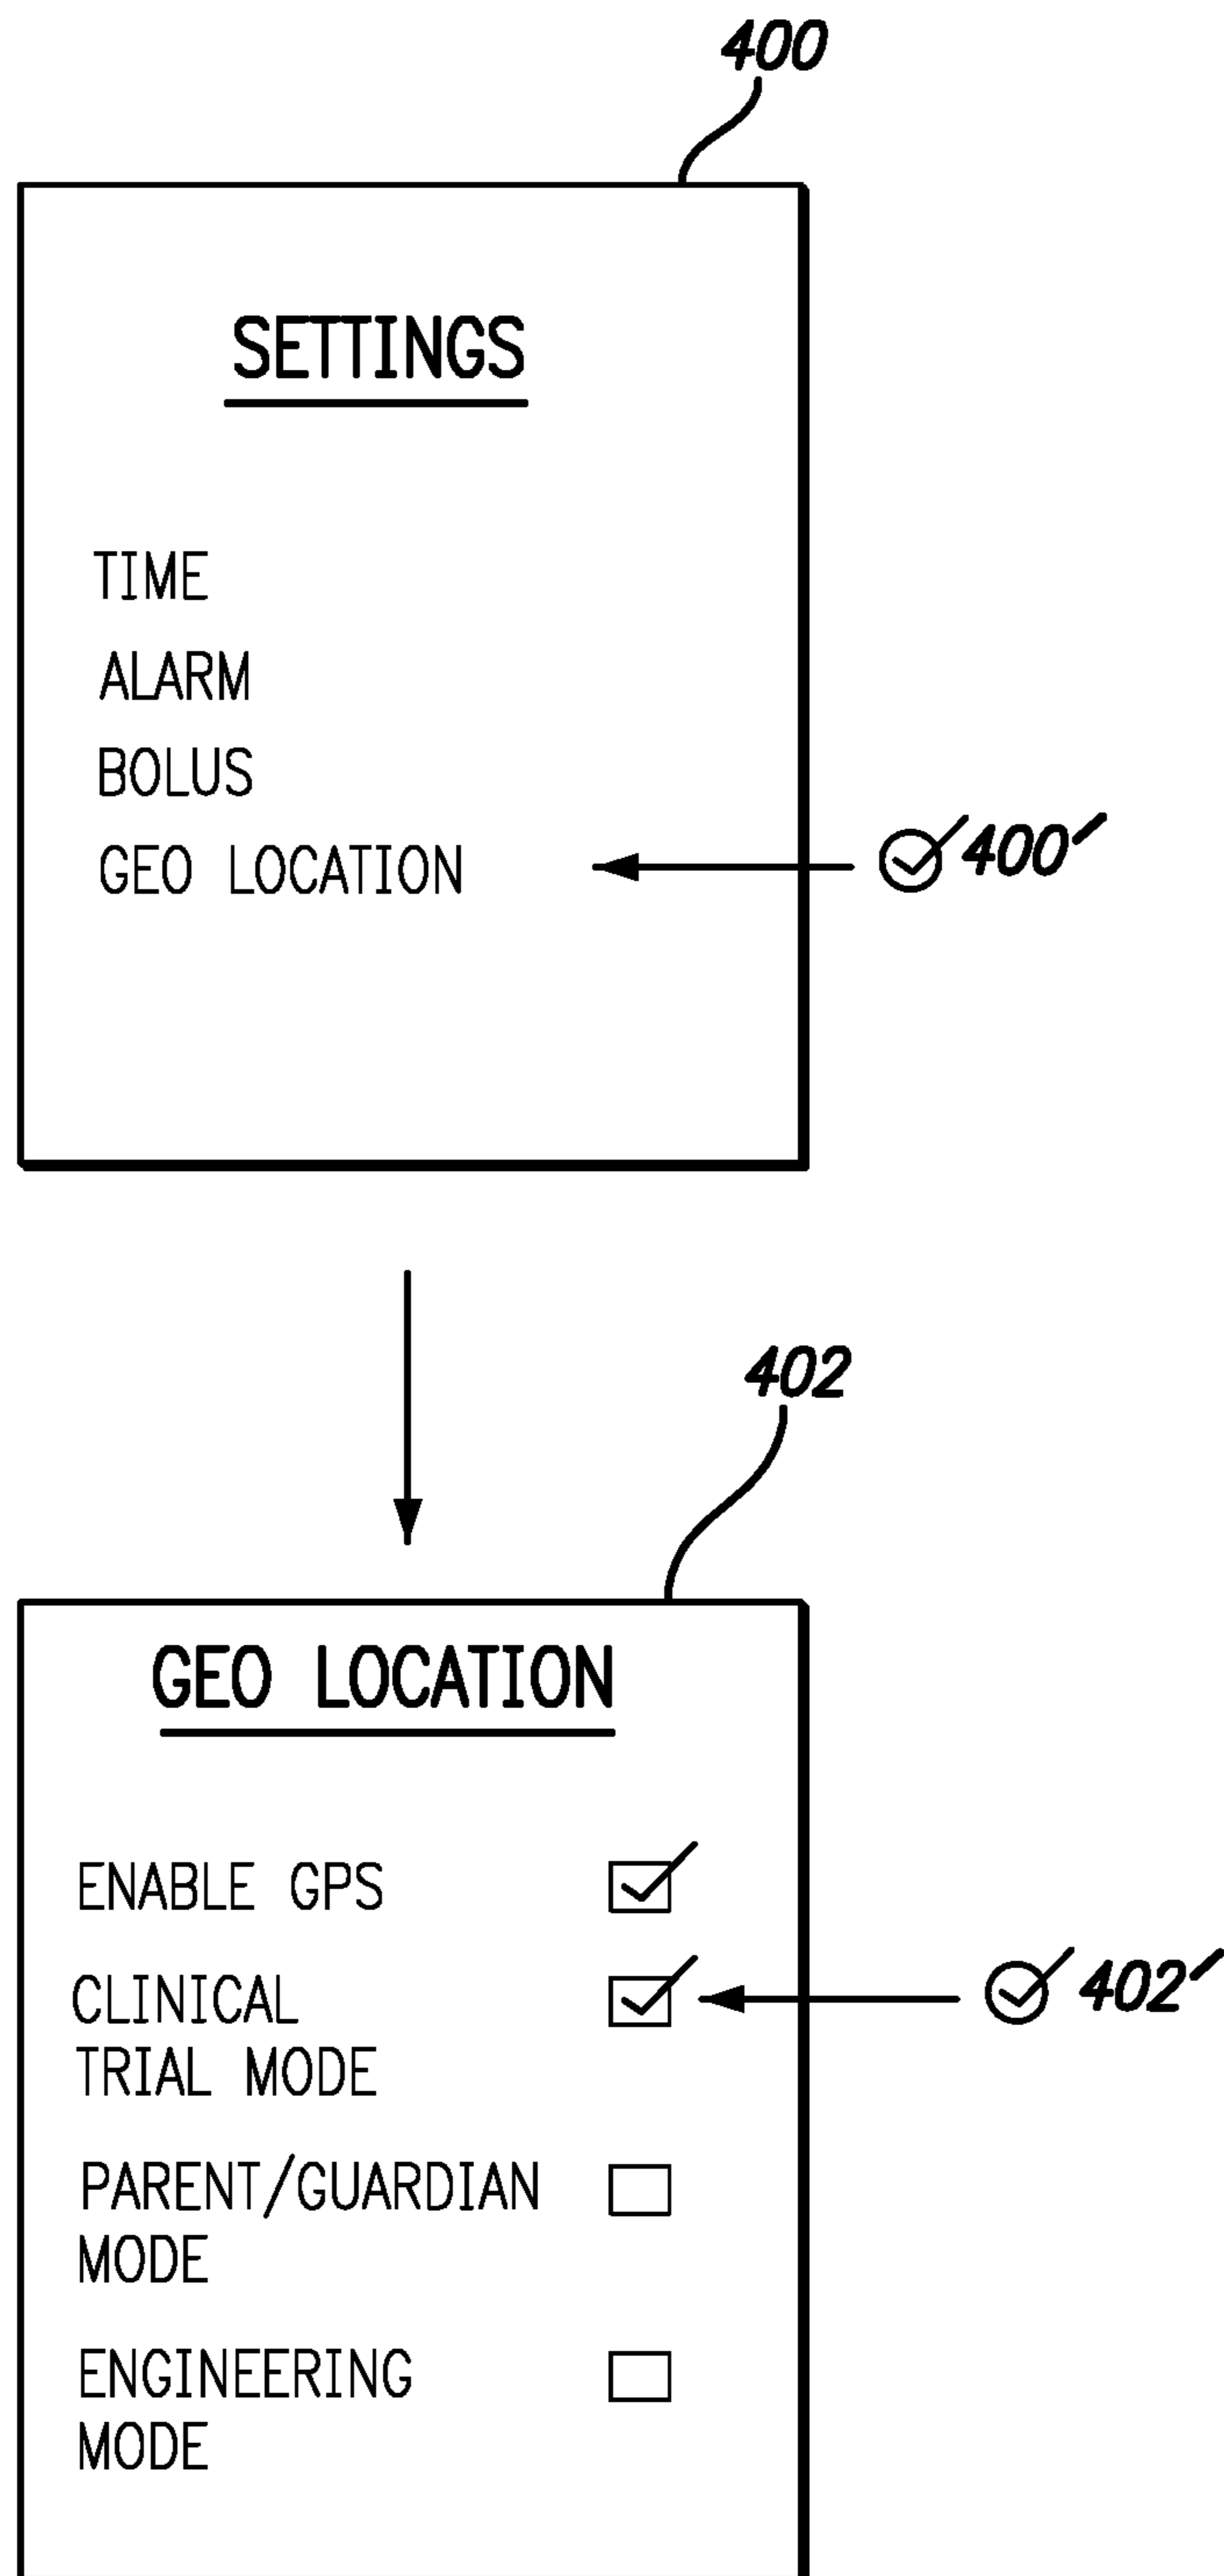 400
SETTINGS
TIME
ALARM
BOLUS
GEO LOCATION
400'
402
GEO LOCATION
ENABLE GPS
CLINICAL
TRIAL MODE
402'
PARENT/GUARDIAN
MODE
ENGINEERING
MODE